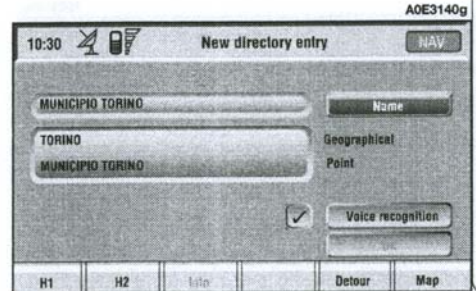 A0E3140g
10:30 New directory entry NAV
MUNICIPIO TORINO Name
TORINO Geographical
MUNICIPIO TORINO Point
✓ Voice recognition
OK
H1 H2 Info Detour Map